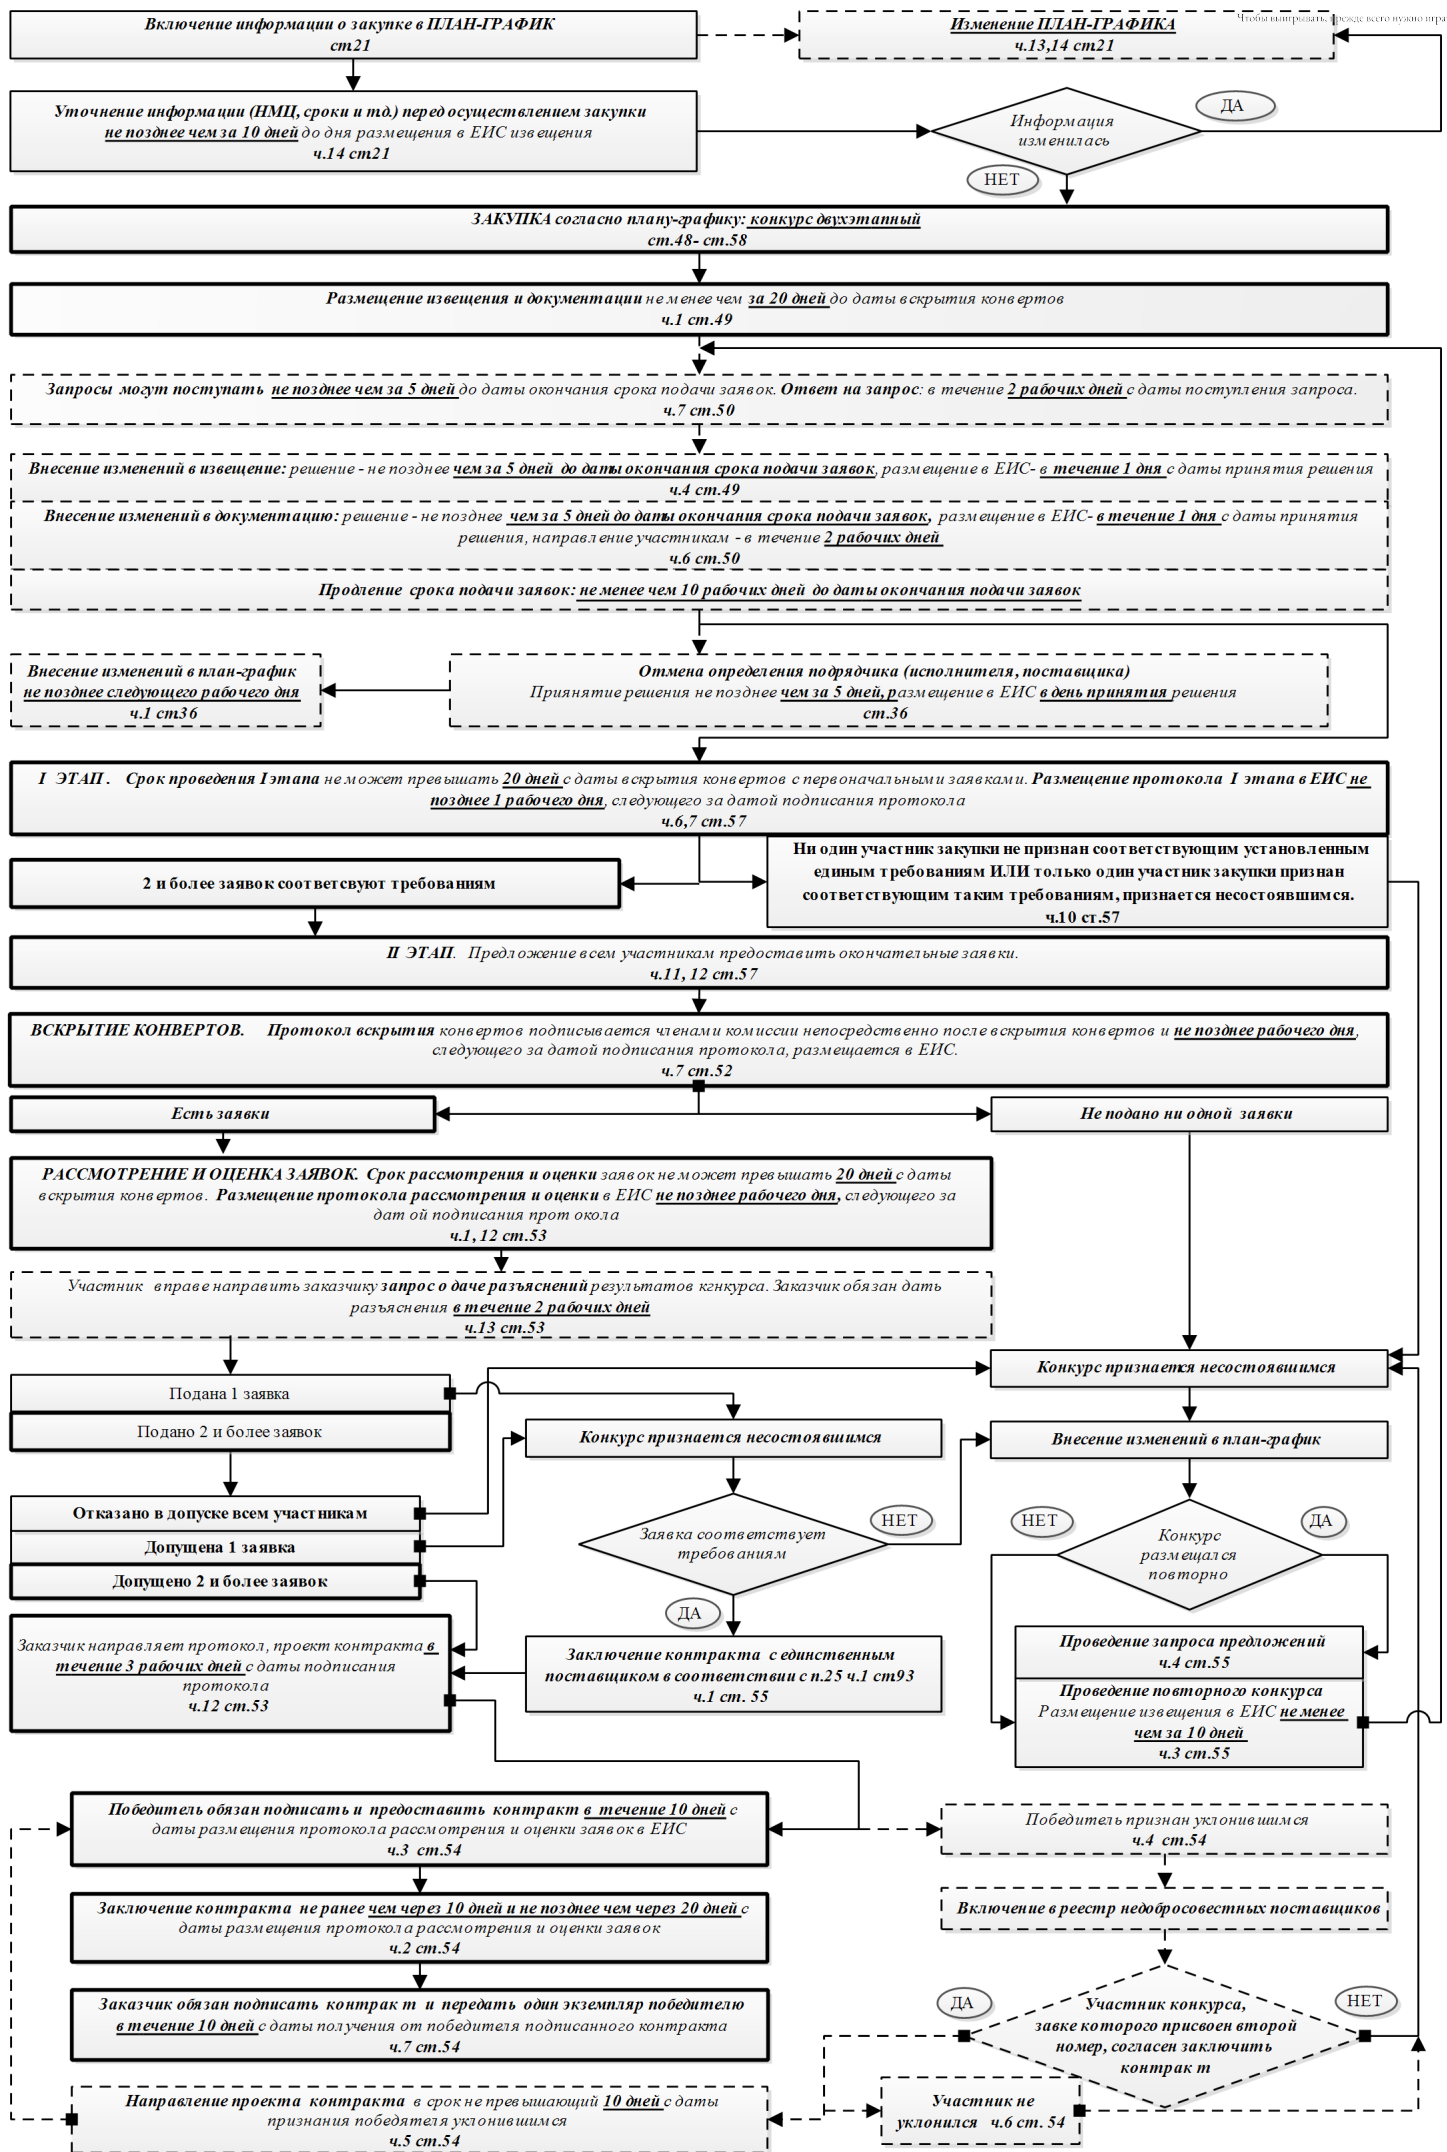 Чтобы выигрывать, прежде всего нужно игра
Включение информации о закупке в ПЛАН-ГРАФИК
ст.21
Изменение ПЛАН-ГРАФИКА
ч.13,14 ст.21
Уточнение информации (НМЦ, сроки и тд.) перед осуществлением закупки
не позднее чем за 10 дней до дня размещения в ЕИС извещения
ч.14 ст.21
Информация
изменилась
ДА
НЕТ
ЗАКУПКА согласно плану-графику: конкурс двухэтапный
ст.48- ст.58
Размещение извещения и документации не менее чем за 20 дней до даты вскрытия конвертов
ч.1 ст.49
Запросы могут поступать не позднее чем за 5 дней до даты окончания срока подачи заявок. Ответ на запрос: в течение 2 рабочих дней с даты поступления запроса.
ч.7 ст.50
Внесение изменений в извещение: решение - не позднее чем за 5 дней до даты окончания срока подачи заявок, размещение в ЕИС- в течение 1 дня с даты принятия решения
ч.4 ст.49
Внесение изменений в документацию: решение - не позднее чем за 5 дней до даты окончания срока подачи заявок, размещение в ЕИС- в течение 1 дня с даты принятия
решения, направление участникам - в течение 2 рабочих дней
ч.6 ст.50
Продление срока подачи заявок: не менее чем 10 рабочих дней до даты окончания подачи заявок
Внесение изменений в план-график
не позднее следующего рабочего дня
ч.1 ст36
Отмена определения подрядчика (исполнителя, поставщика)
Приянятие решения не позднее чем за 5 дней, размещение в ЕИС в день принятия решения
ст.36
I ЭТАП. Срок проведения I этапа не может превышать 20 дней с даты вскрытия конвертов с первоначальными заявками. Размещение протокола I этапа в ЕИС не
позднее 1 рабочего дня, следующего за датой подписания протокола
ч.6,7 ст.57
2 и более заявок соответсвуют требованиям
Ни один участник закупки не признан соответствующим установленным
единым требованиям ИЛИ только один участник закупки признан
соответствующим таким требованиям, признается несостоявшимся.
ч.10 ст.57
II ЭТАП. Предложение всем участникам предоставить окончательные заявки.
ч.11, 12 ст.57
ВСКРЫТИЕ КОНВЕРТОВ. Протокол вскрытия конвертов подписывается членами комиссии непосредственно после вскрытия конвертов и не позднее рабочего дня,
следующего за датой подписания протокола, размещается в ЕИС.
ч.7 ст.52
Есть заявки
Не подано ни одной заявки
РАССМОТРЕНИЕ И ОЦЕНКА ЗАЯВОК. Срок рассмотрения и оценки заявок не может превышать 20 дней с даты
вскрытия конвертов. Размещение протокола рассмотрения и оценки в ЕИС не позднее рабочего дня, следующего за
датой подписания протокола
ч.1, 12 ст.53
Участник вправе направить заказчику запрос о даче разъяснений результатов кгнкурса. Заказчик обязан дать
разъяснения в течение 2 рабочих дней
ч.13 ст.53
Конкурс признается несостоявшимся
Подана 1 заявка
Подано 2 и более заявок
Конкурс признается несостоявшимся
Внесение изменений в план-график
Отказано в допуске всем участникам
Допущена 1 заявка
Допущено 2 и более заявок
Заявка соответствует
требованиям
НЕТ
ДА
НЕТ
ДА
Конкурс
размещался
повторно
Заказчик направляет протокол, проект контракта в
течение 3 рабочих дней с даты подписания
протокола
ч.12 ст.53
Заключение контракта с единственным
поставщиком в соответствии с п.25 ч.1 ст.93
ч.1 ст. 55
Проведение запроса предложений
ч.4 ст.55
Проведение повторного конкурса
Размещение извещения в ЕИС не менее
чем за 10 дней
ч.3 ст.55
Победитель обязан подписать и предоставить контракт в течение 10 дней с
даты размещения протокола рассмотрения и оценки заявок в ЕИС
ч.3 ст.54
Победитель признан уклонившимся
ч.4 ст.54
Заключение контракта не ранее чем через 10 дней и не позднее чем через 20 дней с
даты размещения протокола рассмотрения и оценки заявок
ч.2 ст.54
Включение в реестр недобросовестных поставщиков
Заказчик обязан подписать контракт и передать один экземпляр победителю
в течение 10 дней с даты получения от победителя подписанного контракта
ч.7 ст.54
ДА
НЕТ
Участник конкурса,
завке которого присвоен второй
номер, согласен заключить
контракт
Направление проекта контракта в срок не превышающий 10 дней с даты
признания победятеля уклонившимся
ч.5 ст.54
Участник не
уклонился ч.6 ст. 54